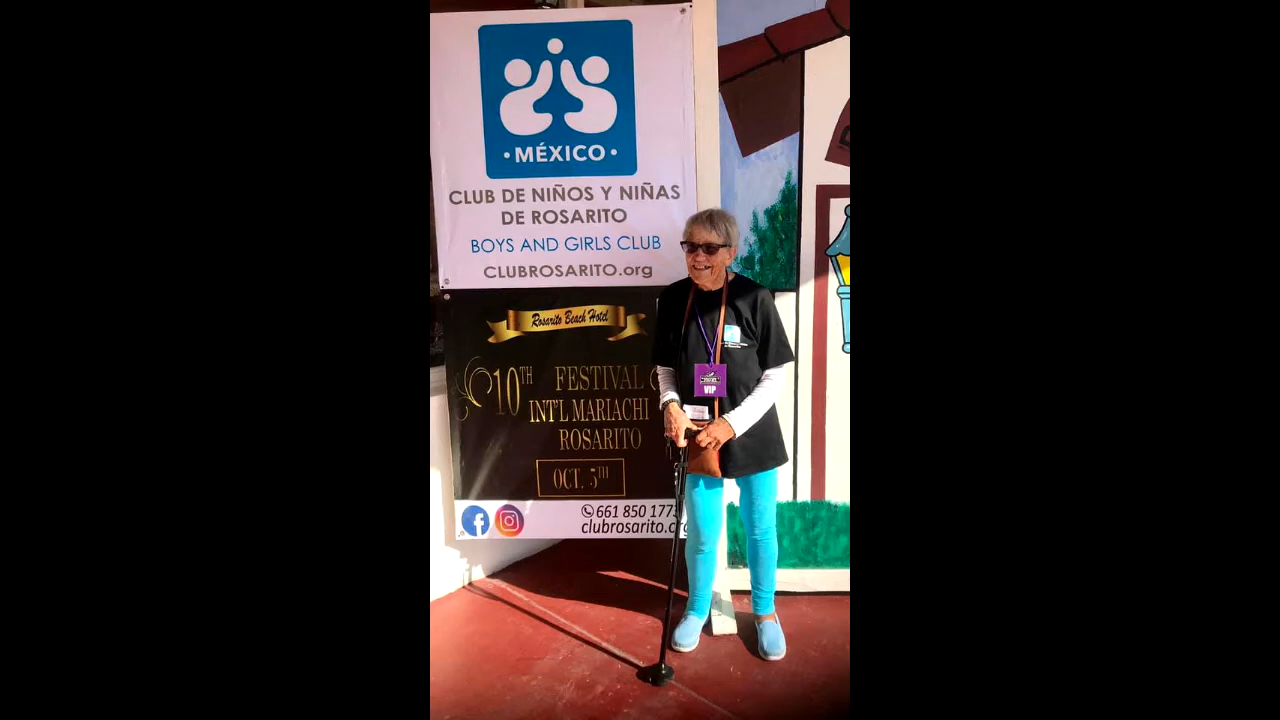 • MÉXICO •
CLUB DE NIÑOS Y NIÑAS
DE ROSARITO
BOYS AND GIRLS CLUB
CLUBROSARITO.org
Rosarito Beach Hotel
10TH FESTIVAL
INT'L MARIACHI
ROSARITO
OCT. 5TH
661 850 1773
clubrosarito.org
VIP